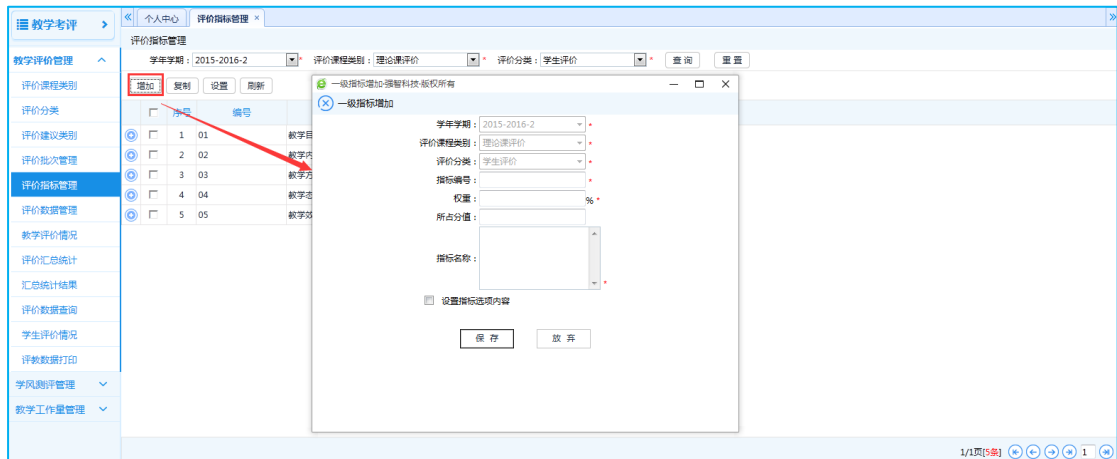 教学考评
个人中心 评价指标管理 ×
评价指标管理
教学评价管理
学年学期：2015-2016-2 * 评价课程类别：理论课评价 * 评价分类：学生评价 * 查询 重置
评价课程类别
增加 复制 设置 刷新
一级指标增加-强智科技-版权所有
一级指标增加
评价分类
序号 编号
学年学期：2015-2016-2 *
评价建议类别
1 01 教学目
评价课程类别：理论课评价 *
评价批次管理
2 02 教学内
评价分类：学生评价 *
3 03 教学方
指标编号： *
评价指标管理
4 04 教学态
权重： % *
评价数据管理
5 05 教学效
所占分值：
教学评价情况
评价汇总统计
指标名称： *
汇总统计结果
设置指标选项内容
评价数据查询
学生评价情况
保存 放弃
评教数据打印
学风测评管理
教学工作量管理
1/1页[5条] 1